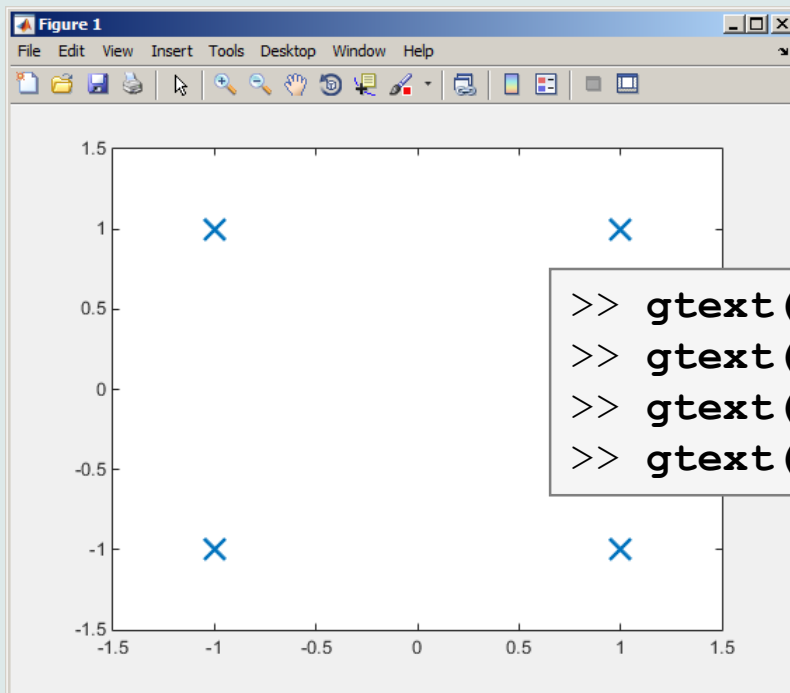 Figure 1
File Edit View Insert Tools Desktop Window Help
1.5
1
0.5
0
-0.5
-1
-1.5
-1.5 -1 -0.5 0 0.5 1 1.5
>> gtext(
>> gtext(
>> gtext(
>> gtext(